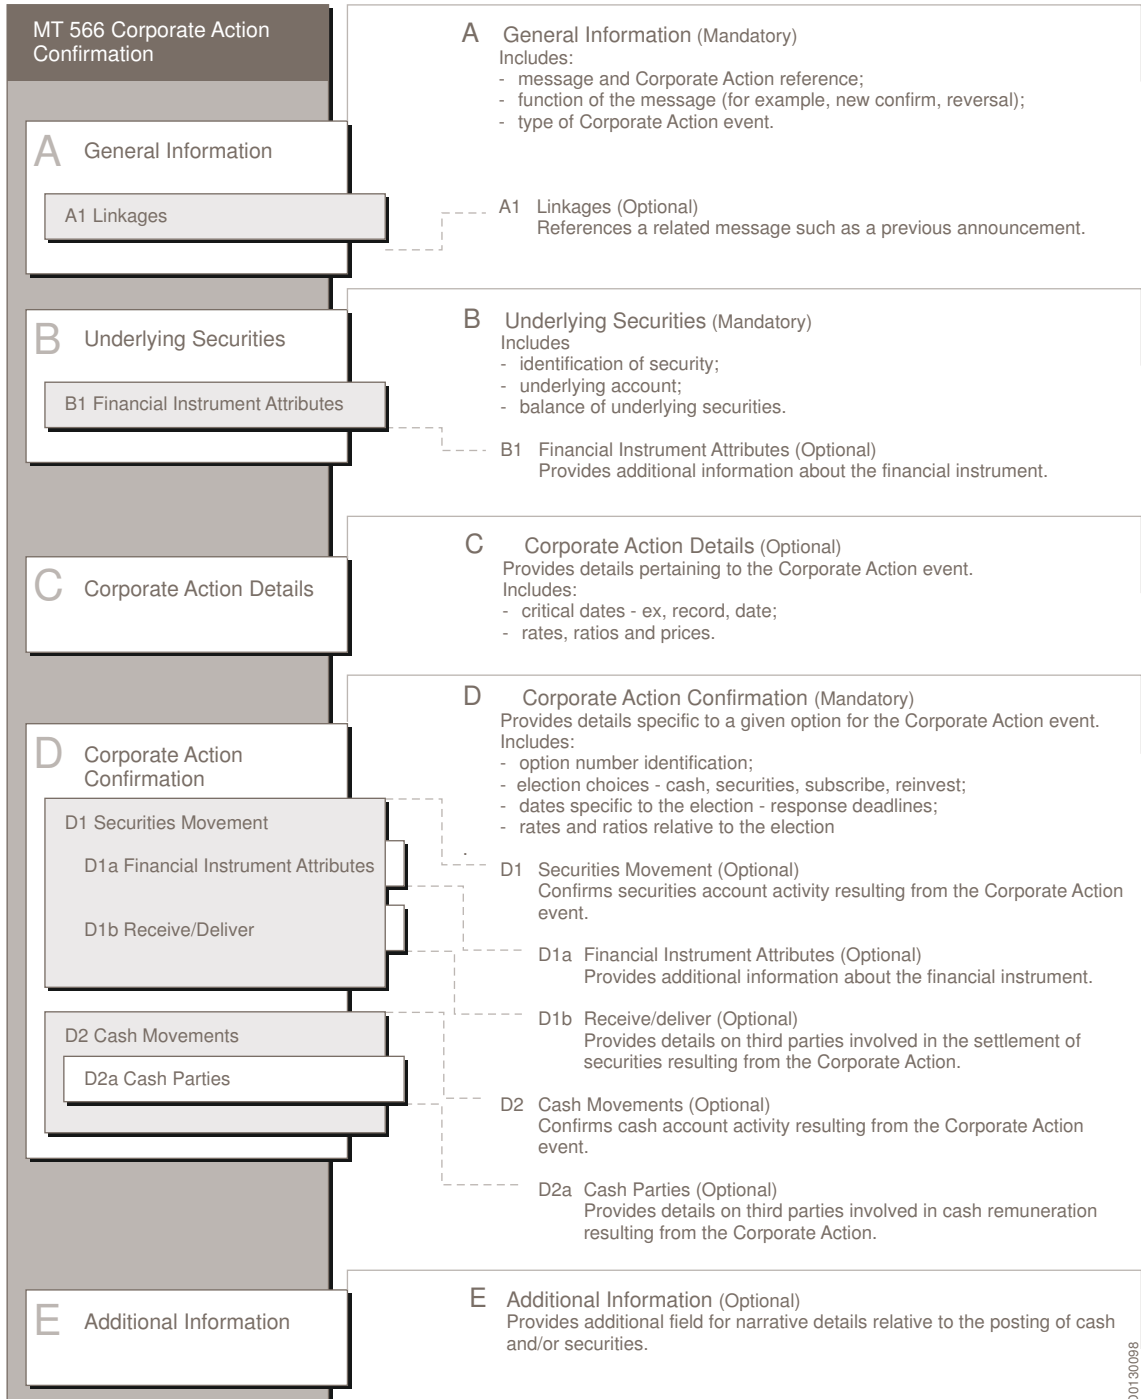 MT 566 Corporate Action
Confirmation
A General Information
A1 Linkages
B Underlying Securities
B1 Financial Instrument Attributes
C Corporate Action Details
D Corporate Action
Confirmation
D1 Securities Movement
D1a Financial Instrument Attributes
D1b Receive/Deliver
D2 Cash Movements
D2a Cash Parties
E Additional Information
A General Information (Mandatory)
Includes:
- message and Corporate Action reference;
- function of the message (for example, new confirm, reversal);
- type of Corporate Action event.
A1 Linkages (Optional)
References a related message such as a previous announcement.
B Underlying Securities (Mandatory)
Includes
- identification of security;
- underlying account;
- balance of underlying securities.
B1 Financial Instrument Attributes (Optional)
Provides additional information about the financial instrument.
C Corporate Action Details (Optional)
Provides details pertaining to the Corporate Action event.
Includes:
- critical dates - ex, record, date;
- rates, ratios and prices.
D Corporate Action Confirmation (Mandatory)
Provides details specific to a given option for the Corporate Action event.
Includes:
- option number identification;
- election choices - cash, securities, subscribe, reinvest;
- dates specific to the election - response deadlines;
- rates and ratios relative to the election
.
D1 Securities Movement (Optional)
Confirms securities account activity resulting from the Corporate Action
event.
D1a Financial Instrument Attributes (Optional)
Provides additional information about the financial instrument.
D1b Receive/deliver (Optional)
Provides details on third parties involved in the settlement of
securities resulting from the Corporate Action.
D2 Cash Movements (Optional)
Confirms cash account activity resulting from the Corporate Action
event.
D2a Cash Parties (Optional)
Provides details on third parties involved in cash remuneration
resulting from the Corporate Action.
E Additional Information (Optional)
Provides additional field for narrative details relative to the posting of cash
and/or securities.